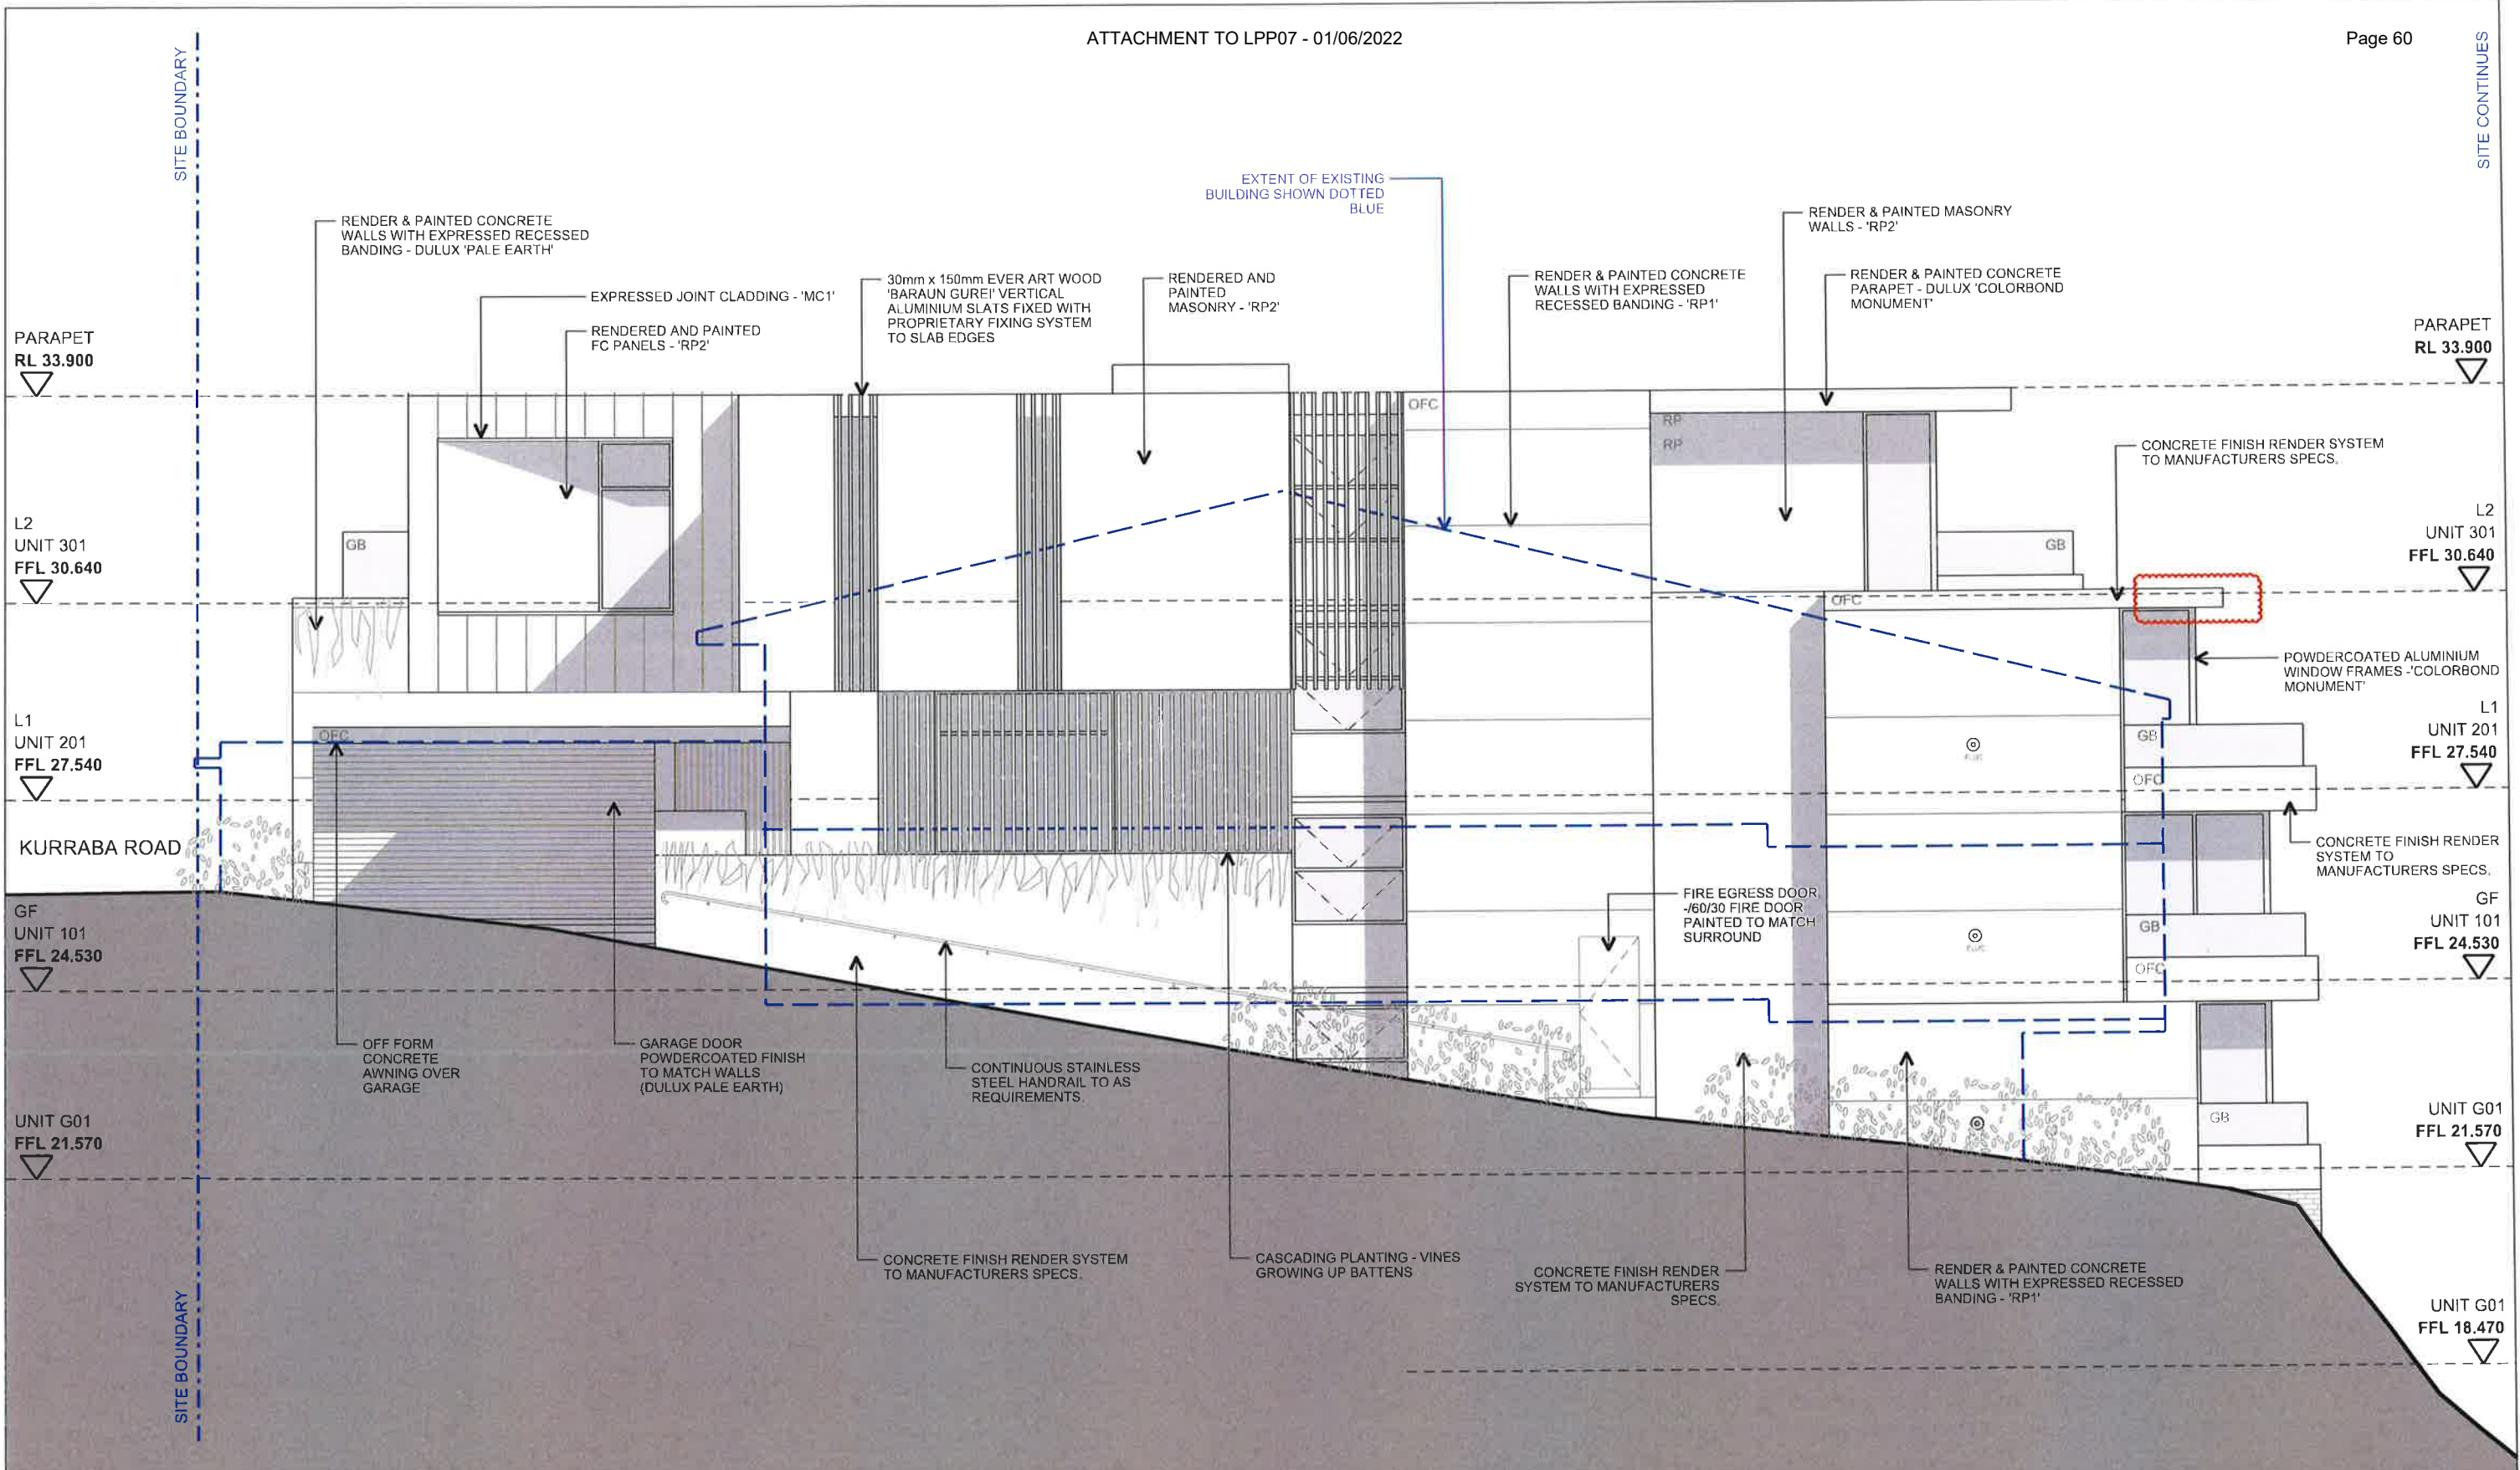 ATTACHMENT TO LPP07 - 01/06/2022
Page 60
SITE BOUNDARY
SITE CONTINUES
EXTENT OF EXISTING
BUILDING SHOWN DOTTED
BLUE
RENDER & PAINTED CONCRETE
WALLS WITH EXPRESSED RECESSED
BANDING - DULUX 'PALE EARTH'
EXPRESSED JOINT CLADDING - 'MC1'
RENDERED AND PAINTED
FC PANELS - 'RP2'
30mm x 150mm EVER ART WOOD
'BARAUN GUREI' VERTICAL
ALUMINIUM SLATS FIXED WITH
PROPRIETARY FIXING SYSTEM
TO SLAB EDGES
RENDERED AND
PAINTED
MASONRY - 'RP2'
RENDER & PAINTED CONCRETE
WALLS WITH EXPRESSED
RECESSED BANDING - 'RP1'
RENDER & PAINTED MASONRY
WALLS - 'RP2'
RENDER & PAINTED CONCRETE
PARAPET - DULUX 'COLORBOND
MONUMENT'
PARAPET
RL 33.900
PARAPET
RL 33.900
OFC
RP
RP
CONCRETE FINISH RENDER SYSTEM
TO MANUFACTURERS SPECS.
L2
UNIT 301
FFL 30.640
GB
GB
L2
UNIT 301
FFL 30.640
OFC
POWDERCOATED ALUMINIUM
WINDOW FRAMES -'COLORBOND
MONUMENT'
L1
UNIT 201
FFL 27.540
OFC
GB
OFC
L1
UNIT 201
FFL 27.540
KURRABA ROAD
CONCRETE FINISH RENDER
SYSTEM TO
MANUFACTURERS SPECS.
FIRE EGRESS DOOR
-/60/30 FIRE DOOR
PAINTED TO MATCH
SURROUND
GF
UNIT 101
FFL 24.530
GB
OFC
GF
UNIT 101
FFL 24.530
OFF FORM
CONCRETE
AWNING OVER
GARAGE
GARAGE DOOR
POWDERCOATED FINISH
TO MATCH WALLS
(DULUX PALE EARTH)
CONTINUOUS STAINLESS
STEEL HANDRAIL TO AS
REQUIREMENTS.
UNIT G01
FFL 21.570
GB
UNIT G01
FFL 21.570
CONCRETE FINISH RENDER SYSTEM
TO MANUFACTURERS SPECS.
CASCADING PLANTING - VINES
GROWING UP BATTENS
CONCRETE FINISH RENDER
SYSTEM TO MANUFACTURERS
SPECS.
RENDER & PAINTED CONCRETE
WALLS WITH EXPRESSED RECESSED
BANDING - 'RP1'
SITE BOUNDARY
UNIT G01
FFL 18.470